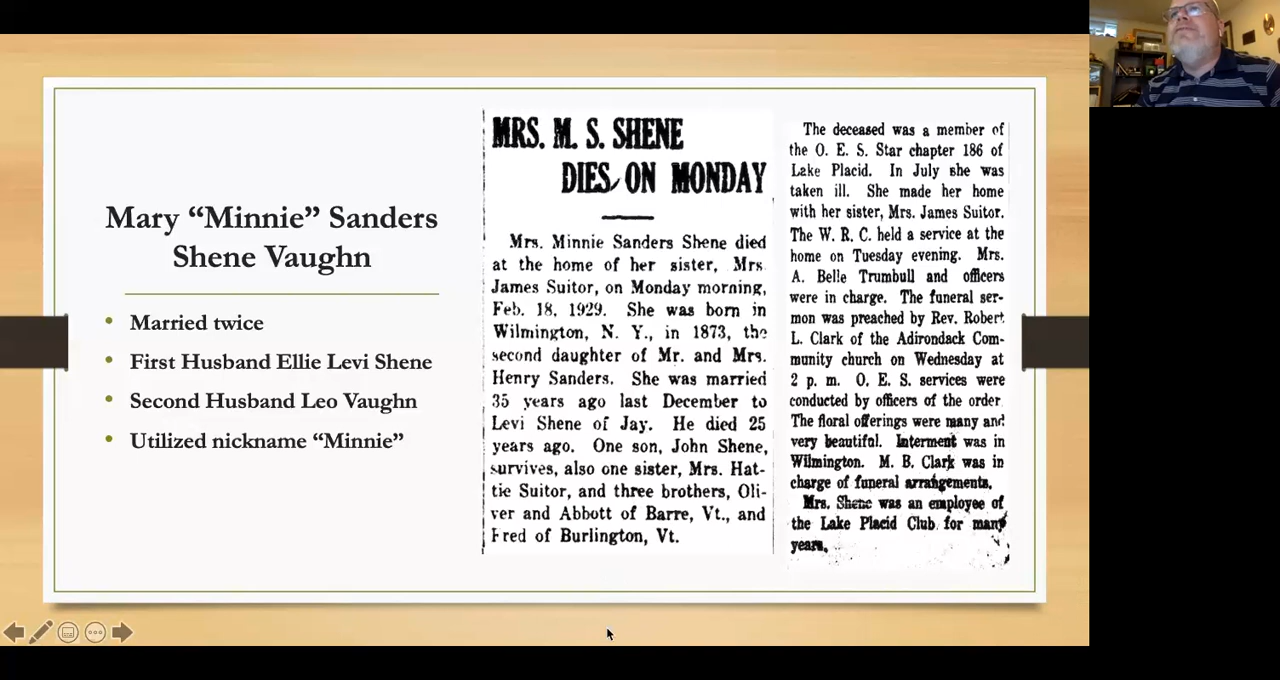 Mary “Minnie” Sanders
Shene Vaughn
Married twice
First Husband Ellie Levi Shene
Second Husband Leo Vaughn
Utilized nickname “Minnie”
MRS. M. S. SHENE
DIES ON MONDAY
Mrs. Minnie Sanders Shene died
at the home of her sister, Mrs.
James Suitor, on Monday morning,
Feb. 18, 1929. She was born in
Wilmington, N. Y., in 1873, the
second daughter of Mr. and Mrs.
Henry Sanders. She was married
35 years ago last December to
Levi Shene of Jay. He died 25
years ago. One son, John Shene,
survives, also one sister, Mrs. Hat-
tie Suitor, and three brothers, Oli-
ver and Abbott of Barre, Vt., and
Fred of Burlington, Vt.
The deceased was a member of
the O. E. S. Star chapter 186 of
Lake Placid. In July she was
taken ill. She made her home
with her sister, Mrs. James Suitor.
The W. R. C. held a service at the
home on Tuesday evening. Mrs.
A. Belle Trumbull and officers
were in charge. The funeral ser-
mon was preached by Rev. Robert
L. Clark of the Adirondack Com-
munity church on Wednesday at
2 p. m. O. E. S. services were
conducted by officers of the order.
The floral offerings were many and
very beautiful. Interment was in
Wilmington. M. B. Clark was in
charge of funeral arrangements.
Mrs. Shene was an employee of
the Lake Placid Club for many
years.